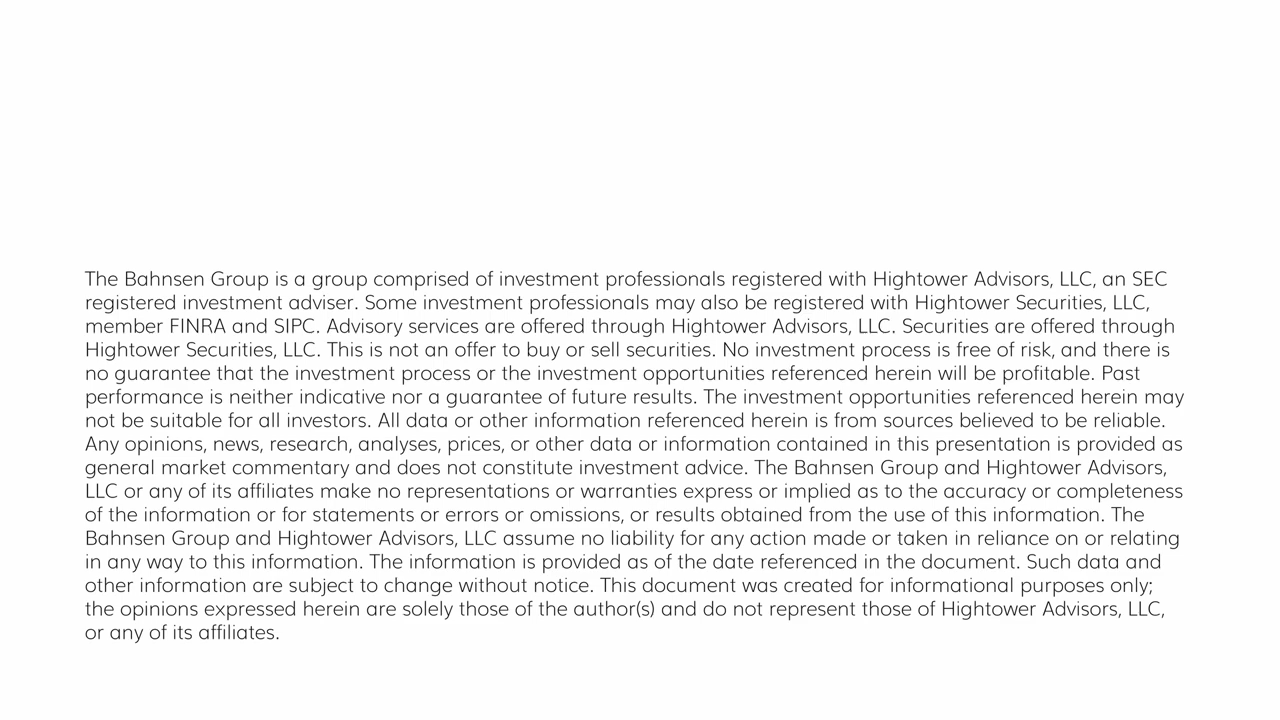 The Bahnsen Group is a group comprised of investment professionals registered with Hightower Advisors, LLC, an SEC
registered investment adviser. Some investment professionals may also be registered with Hightower Securities, LLC,
member FINRA and SIPC. Advisory services are offered through Hightower Advisors, LLC. Securities are offered through
Hightower Securities, LLC. This is not an offer to buy or sell securities. No investment process is free of risk, and there is
no guarantee that the investment process or the investment opportunities referenced herein will be profitable. Past
performance is neither indicative nor a guarantee of future results. The investment opportunities referenced herein may
not be suitable for all investors. All data or other information referenced herein is from sources believed to be reliable.
Any opinions, news, research, analyses, prices, or other data or information contained in this presentation is provided as
general market commentary and does not constitute investment advice. The Bahnsen Group and Hightower Advisors,
LLC or any of its affiliates make no representations or warranties express or implied as to the accuracy or completeness
of the information or for statements or errors or omissions, or results obtained from the use of this information. The
Bahnsen Group and Hightower Advisors, LLC assume no liability for any action made or taken in reliance on or relating
in any way to this information. The information is provided as of the date referenced in the document. Such data and
other information are subject to change without notice. This document was created for informational purposes only;
the opinions expressed herein are solely those of the author(s) and do not represent those of Hightower Advisors, LLC,
or any of its affiliates.